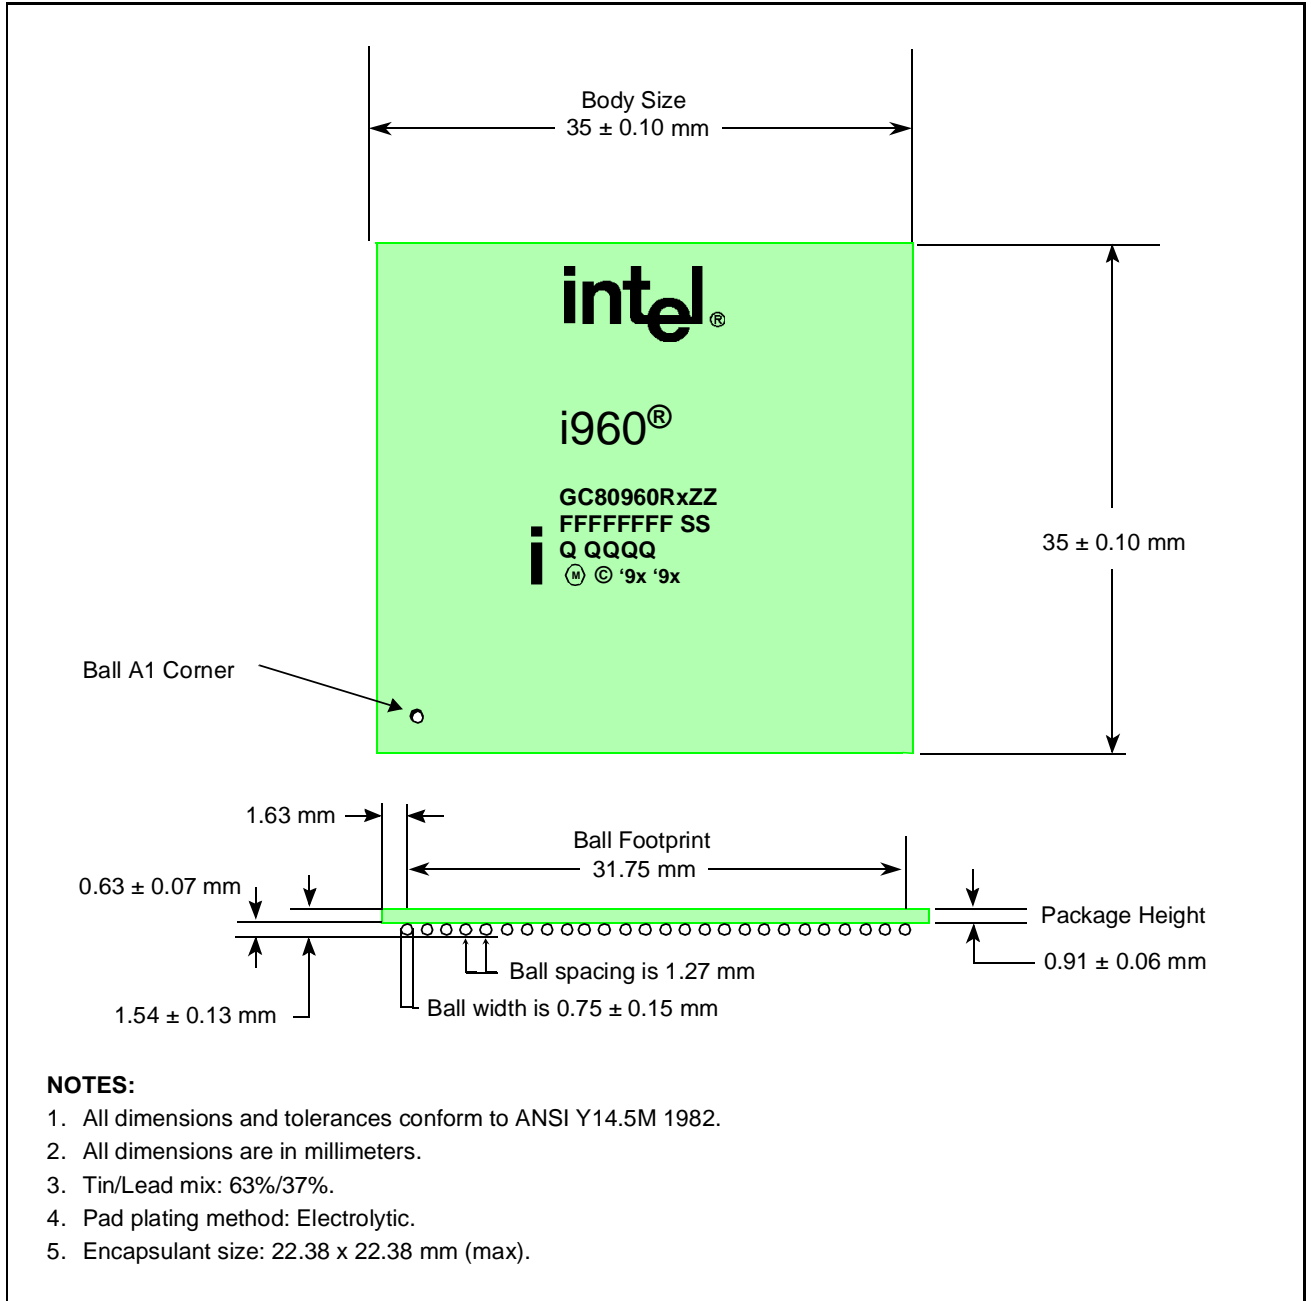 Body Size
35 ± 0.10 mm
intel®
i960®
GC80960RxZZ
FFFFFFFF SS
i Q QQQQ
Ⓜ © ‘9x ‘9x
35 ± 0.10 mm
Ball A1 Corner
1.63 mm
Ball Footprint
31.75 mm
0.63 ± 0.07 mm
Package Height
0.91 ± 0.06 mm
Ball spacing is 1.27 mm
1.54 ± 0.13 mm
Ball width is 0.75 ± 0.15 mm
NOTES:
1. All dimensions and tolerances conform to ANSI Y14.5M 1982.
2. All dimensions are in millimeters.
3. Tin/Lead mix: 63%/37%.
4. Pad plating method: Electrolytic.
5. Encapsulant size: 22.38 x 22.38 mm (max).